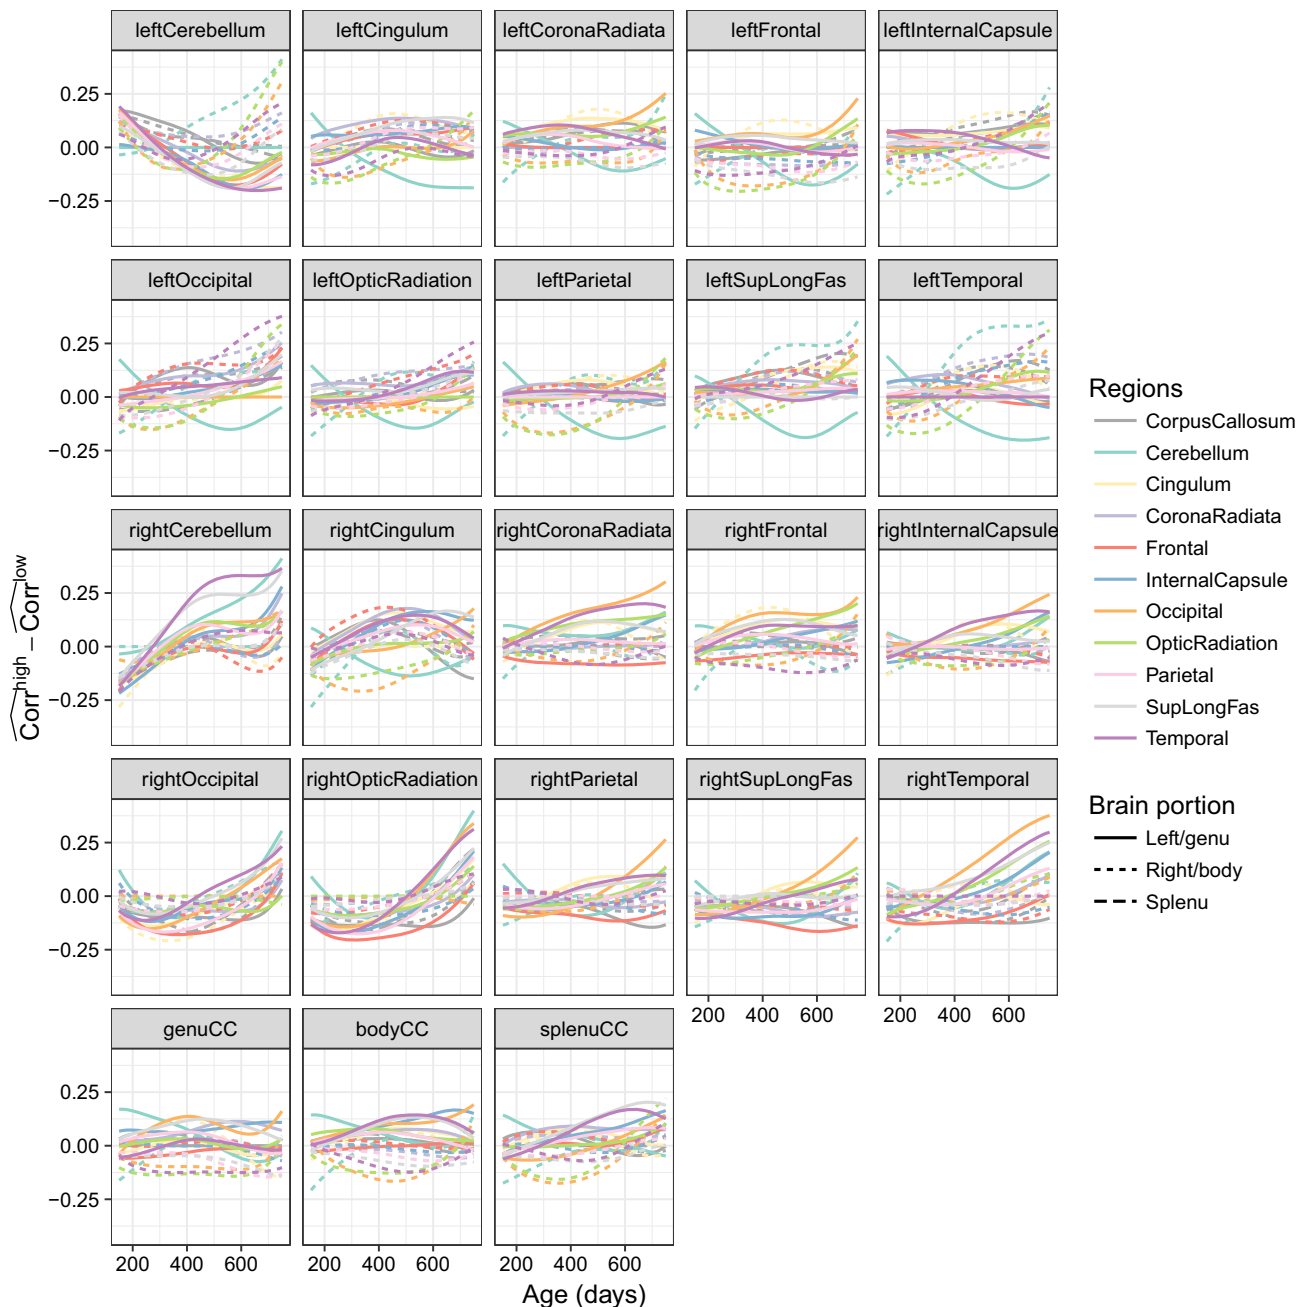 leftCerebellum leftCingulum leftCoronaRadiata leftFrontal leftInternalCapsule
0.25
0.00
−0.25
leftOccipital leftOpticRadiation leftParietal leftSupLongFas leftTemporal
0.25
0.00
−0.25
rightCerebellum rightCingulum rightCoronaRadiata rightFrontal rightInternalCapsule
0.25
0.00
−0.25
rightOccipital rightOpticRadiation rightParietal rightSupLongFas rightTemporal
0.25
0.00
−0.25
200 400 600 200 400 600
genuCC bodyCC splenuCC
0.25
0.00
−0.25
200 400 600 200 400 600 200 400 600
Age (days)
Corr^high − Corr^low
Regions
CorpusCallosum
Cerebellum
Cingulum
CoronaRadiata
Frontal
InternalCapsule
Occipital
OpticRadiation
Parietal
SupLongFas
Temporal
Brain portion
Left/genu
Right/body
Splenu